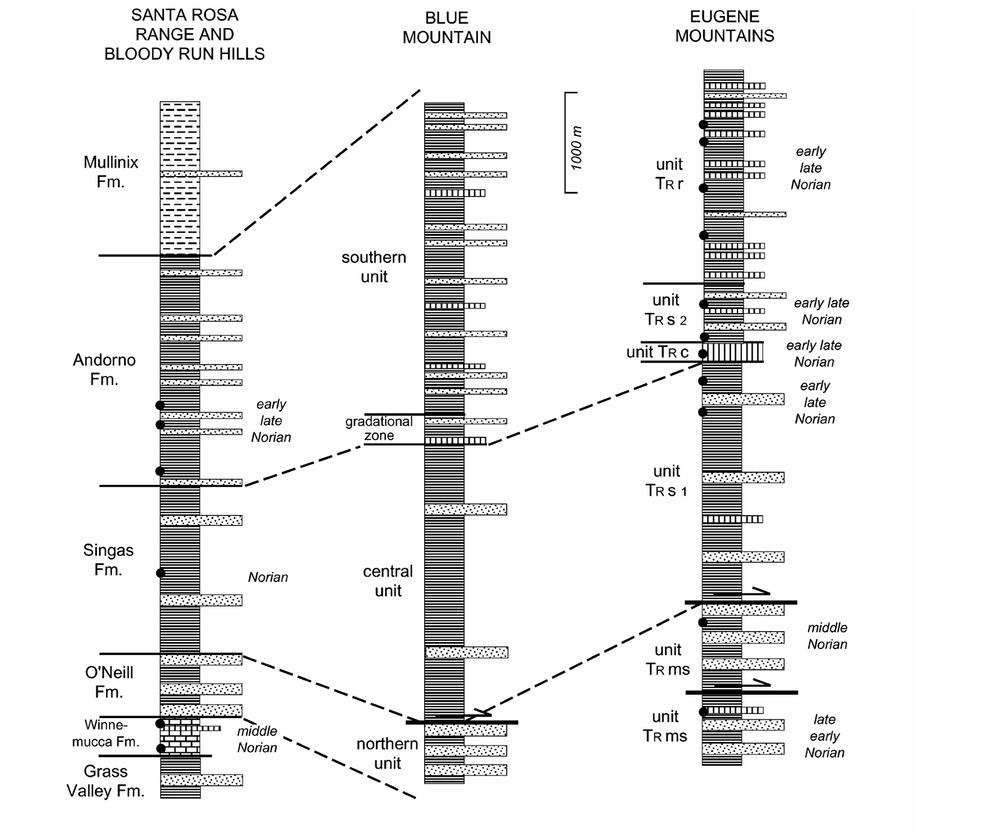 SANTA ROSA
RANGE AND
BLOODY RUN HILLS
Mullinix
Fm.
Andorno
Fm.
early
late
Norian
Singas
Fm.
Norian
O'Neill
Fm.
Winne-
mucca Fm.
middle
Norian
Grass
Valley Fm.
BLUE
MOUNTAIN
southern
unit
gradational
zone
central
unit
northern
unit
1000 m
EUGENE
MOUNTAINS
unit
TR r
early
late
Norian
unit
TR s 2
early late
Norian
unit TR c
early late
Norian
early
late
Norian
unit
TR s 1
unit
TR ms
middle
Norian
unit
TR ms
late
early
Norian